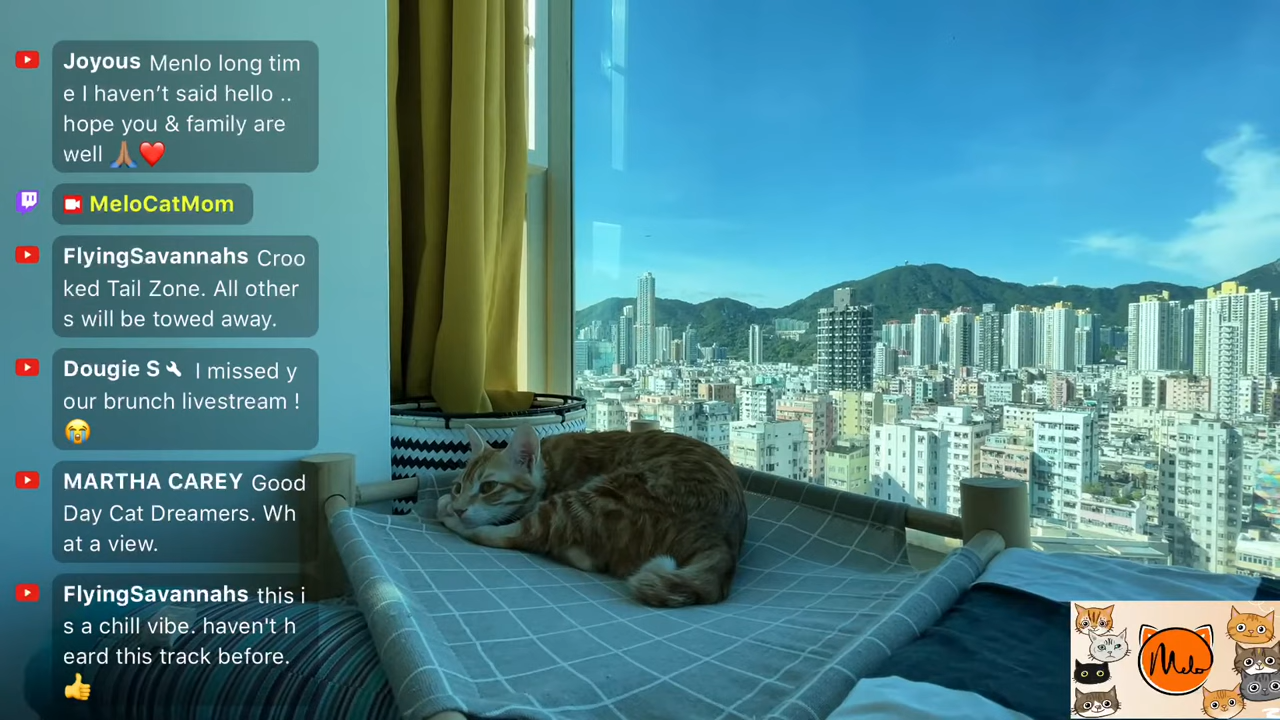 Joyous Menlo long tim
e I haven't said hello ..
hope you & family are
well 🙏🏽❤️
MeloCatMom
FlyingSavannahs Croo
ked Tail Zone. All other
s will be towed away.
Dougie S I missed y
our brunch livestream !
😭
MARTHA CAREY Good
Day Cat Dreamers. Wh
at a view.
FlyingSavannahs this i
s a chill vibe. haven't h
eard this track before.
👍
Melo